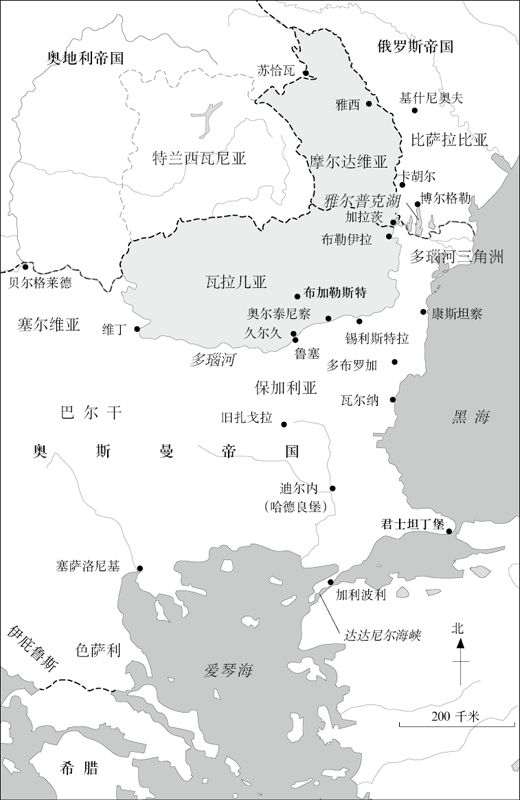 奥地利帝国
俄罗斯帝国
苏恰瓦
雅西
基什尼奥夫
比萨拉比亚
特兰西瓦尼亚
摩尔达维亚
卡胡尔
雅尔普克湖
博尔格勒
加拉茨
布勒伊拉
多瑙河三角洲
贝尔格莱德
瓦拉几亚
布加勒斯特
塞尔维亚
维丁
奥尔泰尼察
康斯坦察
久尔久
锡利斯特拉
鲁塞
多瑙河
多布罗加
保加利亚
瓦尔纳
巴尔干
旧扎戈拉
黑海
奥斯曼帝国
迪尔内
（哈德良堡）
君士坦丁堡
塞萨洛尼基
加利波利
伊庇鲁斯
色萨利
达达尼尔海峡
北
爱琴海
200 千米
希腊